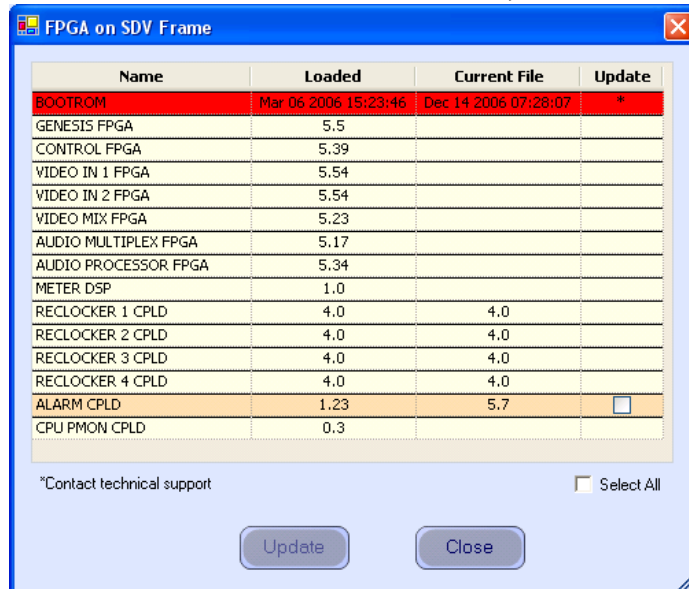 FPGA on SDV Frame
Name Loaded Current File Update
BOOTROM Mar 06 2006 15:23:46 Dec 14 2006 07:28:07 *
GENESIS FPGA 5.5
CONTROL FPGA 5.39
VIDEO IN 1 FPGA 5.54
VIDEO IN 2 FPGA 5.54
VIDEO MIX FPGA 5.23
AUDIO MULTIPLEX FPGA 5.17
AUDIO PROCESSOR FPGA 5.34
METER DSP 1.0
RECLOCKER 1 CPLD 4.0 4.0
RECLOCKER 2 CPLD 4.0 4.0
RECLOCKER 3 CPLD 4.0 4.0
RECLOCKER 4 CPLD 4.0 4.0
ALARM CPLD 1.23 5.7
CPU PMON CPLD 0.3
*Contact technical support Select All
Update Close